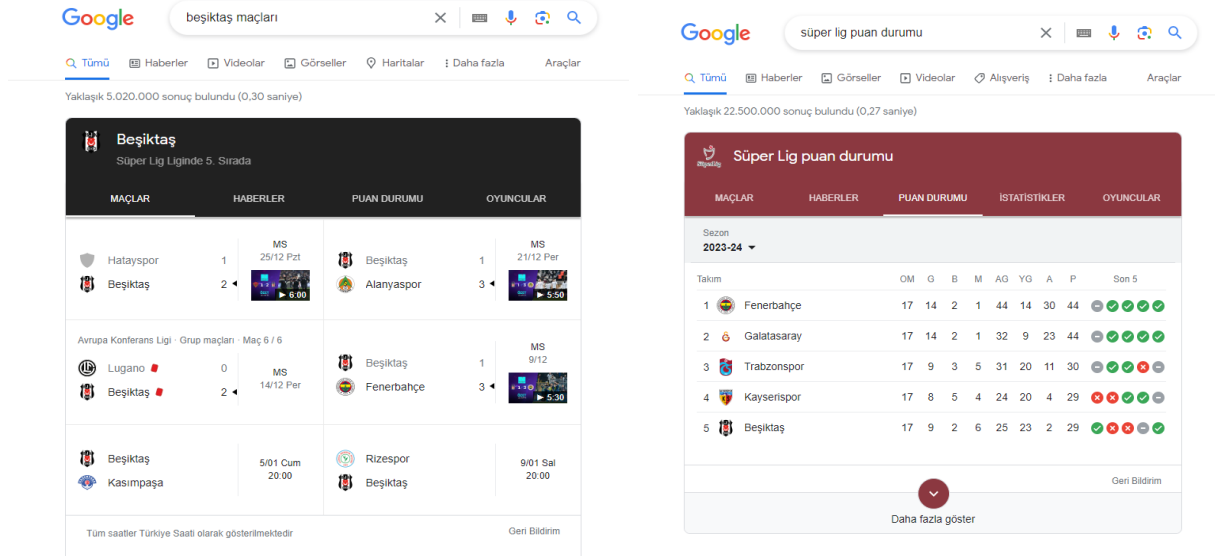 Google
beşiktaş maçları
Tümü
Haberler
Videolar
Görseller
Haritalar
Daha fazla
Araçlar
Yaklaşık 5.020.000 sonuç bulundu (0,30 saniye)
Beşiktaş
Süper Lig Liginde 5. Sırada
MAÇLAR
HABERLER
PUAN DURUMU
OYUNCULAR
Hatayspor 1
Beşiktaş 2
MS
25/12 Pzt
6:00
Beşiktaş 1
Alanyaspor 3
MS
21/12 Per
5:50
Avrupa Konferans Ligi · Grup maçları · Maç 6 / 6
Lugano 0
Beşiktaş 2
MS
14/12 Per
Beşiktaş 1
Fenerbahçe 3
MS
9/12
5:30
Beşiktaş
Kasımpaşa
5/01 Cum
20:00
Rizespor
Beşiktaş
9/01 Sal
20:00
Tüm saatler Türkiye Saati olarak gösterilmektedir
Geri Bildirim
Google
süper lig puan durumu
Tümü
Haberler
Görseller
Videolar
Alışveriş
Daha fazla
Araçlar
Yaklaşık 22.500.000 sonuç bulundu (0,27 saniye)
Süper Lig puan durumu
MAÇLAR
HABERLER
PUAN DURUMU
İSTATİSTİKLER
OYUNCULAR
Sezon
2023-24
Takım OM G B M AG YG A P Son 5
1 Fenerbahçe 17 14 2 1 44 14 30 44
2 Galatasaray 17 14 2 1 32 9 23 44
3 Trabzonspor 17 9 3 5 31 20 11 30
4 Kayserispor 17 8 5 4 24 20 4 29
5 Beşiktaş 17 9 2 6 25 23 2 29
Geri Bildirim
Daha fazla göster